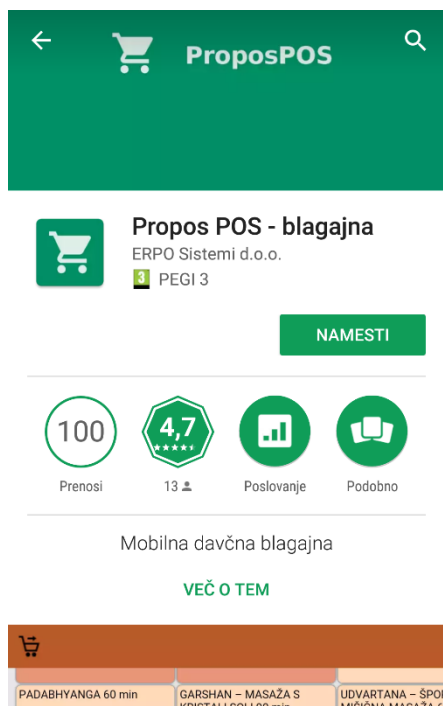 ProposPOS
Propos POS - blagajna
ERPO Sistemi d.o.o.
3 PEGI 3
NAMESTI
100
4,7
Prenosi
13
Poslovanje
Podobno
Mobilna davčna blagajna
VEČ O TEM
PADABHYANGA 60 min
GARSHAN – MASAŽA S
UDVARTANA –